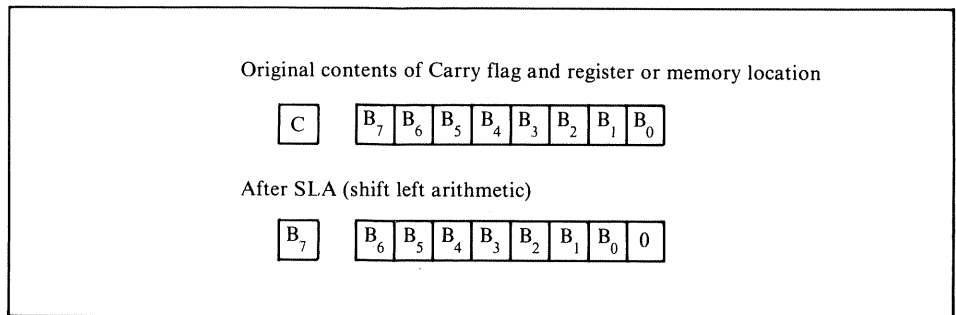 Original contents of Carry flag and register or memory location
C B₇ B₆ B₅ B₄ B₃ B₂ B₁ B₀
After SLA (shift left arithmetic)
B₇ B₆ B₅ B₄ B₃ B₂ B₁ B₀ 0